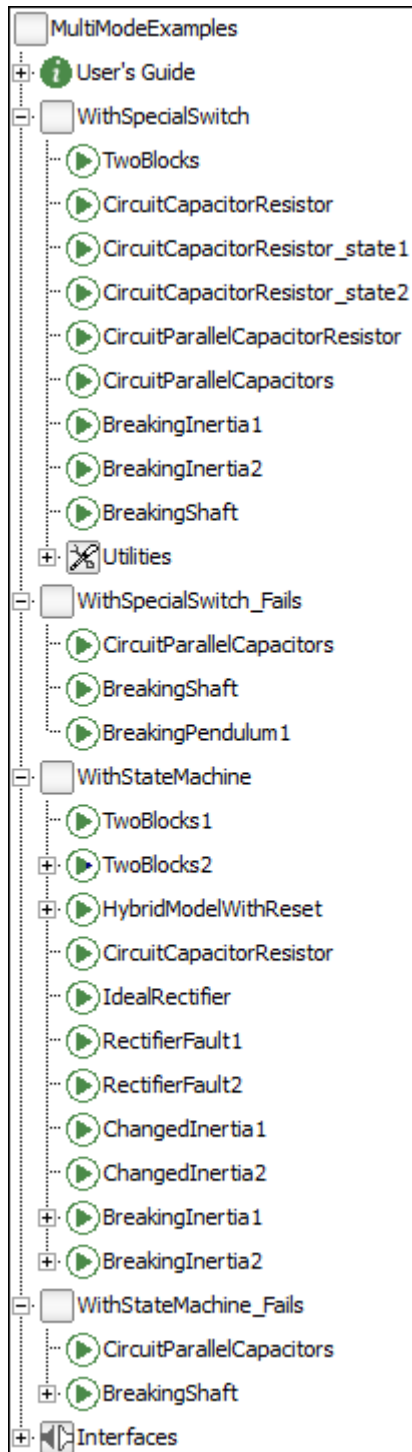 MultiModeExamples
User's Guide
WithSpecialSwitch
TwoBlocks
CircuitCapacitorResistor
CircuitCapacitorResistor_state1
CircuitCapacitorResistor_state2
CircuitParallelCapacitorResistor
CircuitParallelCapacitors
BreakingInertia1
BreakingInertia2
BreakingShaft
Utilities
WithSpecialSwitch_Fails
CircuitParallelCapacitors
BreakingShaft
BreakingPendulum1
WithStateMachine
TwoBlocks1
TwoBlocks2
HybridModelWithReset
CircuitCapacitorResistor
IdealRectifier
RectifierFault1
RectifierFault2
ChangedInertia1
ChangedInertia2
BreakingInertia1
BreakingInertia2
WithStateMachine_Fails
CircuitParallelCapacitors
BreakingShaft
Interfaces